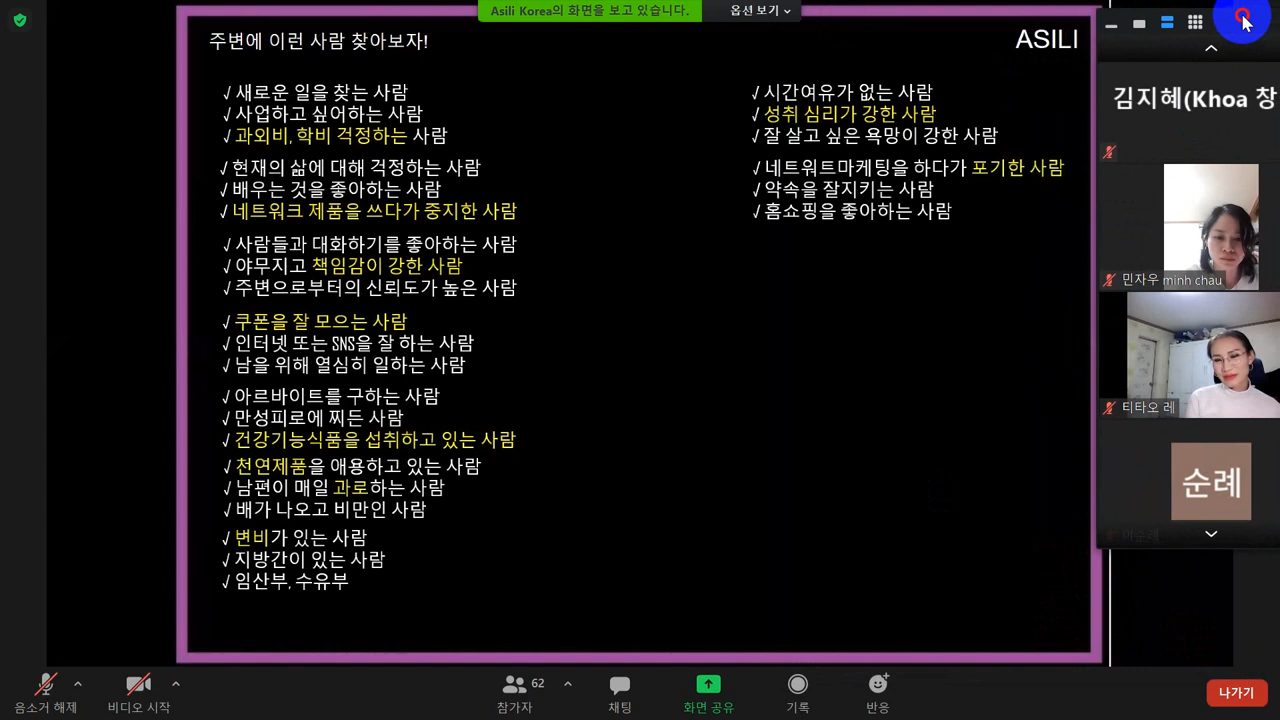 Asili Korea의 화면을 보고 있습니다.
옵션 보기
주변에 이런 사람 찾아보자!
ASILI
√ 새로운 일을 찾는 사람
√ 사업하고 싶어하는 사람
√ 과외비, 학비 걱정하는 사람
√ 현재의 삶에 대해 걱정하는 사람
√ 배우는 것을 좋아하는 사람
√ 네트워크 제품을 쓰다가 중지한 사람
√ 사람들과 대화하기를 좋아하는 사람
√ 야무지고 책임감이 강한 사람
√ 주변으로부터의 신뢰도가 높은 사람
√ 쿠폰을 잘 모으는 사람
√ 인터넷 또는 SNS을 잘 하는 사람
√ 남을 위해 열심히 일하는 사람
√ 아르바이트를 구하는 사람
√ 만성피로에 찌든 사람
√ 건강기능식품을 섭취하고 있는 사람
√ 천연제품을 애용하고 있는 사람
√ 남편이 매일 과로하는 사람
√ 배가 나오고 비만인 사람
√ 변비가 있는 사람
√ 지방간이 있는 사람
√ 임산부, 수유부
√ 시간여유가 없는 사람
√ 성취 심리가 강한 사람
√ 잘 살고 싶은 욕망이 강한 사람
√ 네트워트마케팅을 하다가 포기한 사람
√ 약속을 잘지키는 사람
√ 홈쇼핑을 좋아하는 사람
김지혜(Khoa 창
민자우 minh chau
티타오 레
순례
이순례
음소거 해제
비디오 시작
62
참가자
채팅
화면 공유
기록
반응
나가기